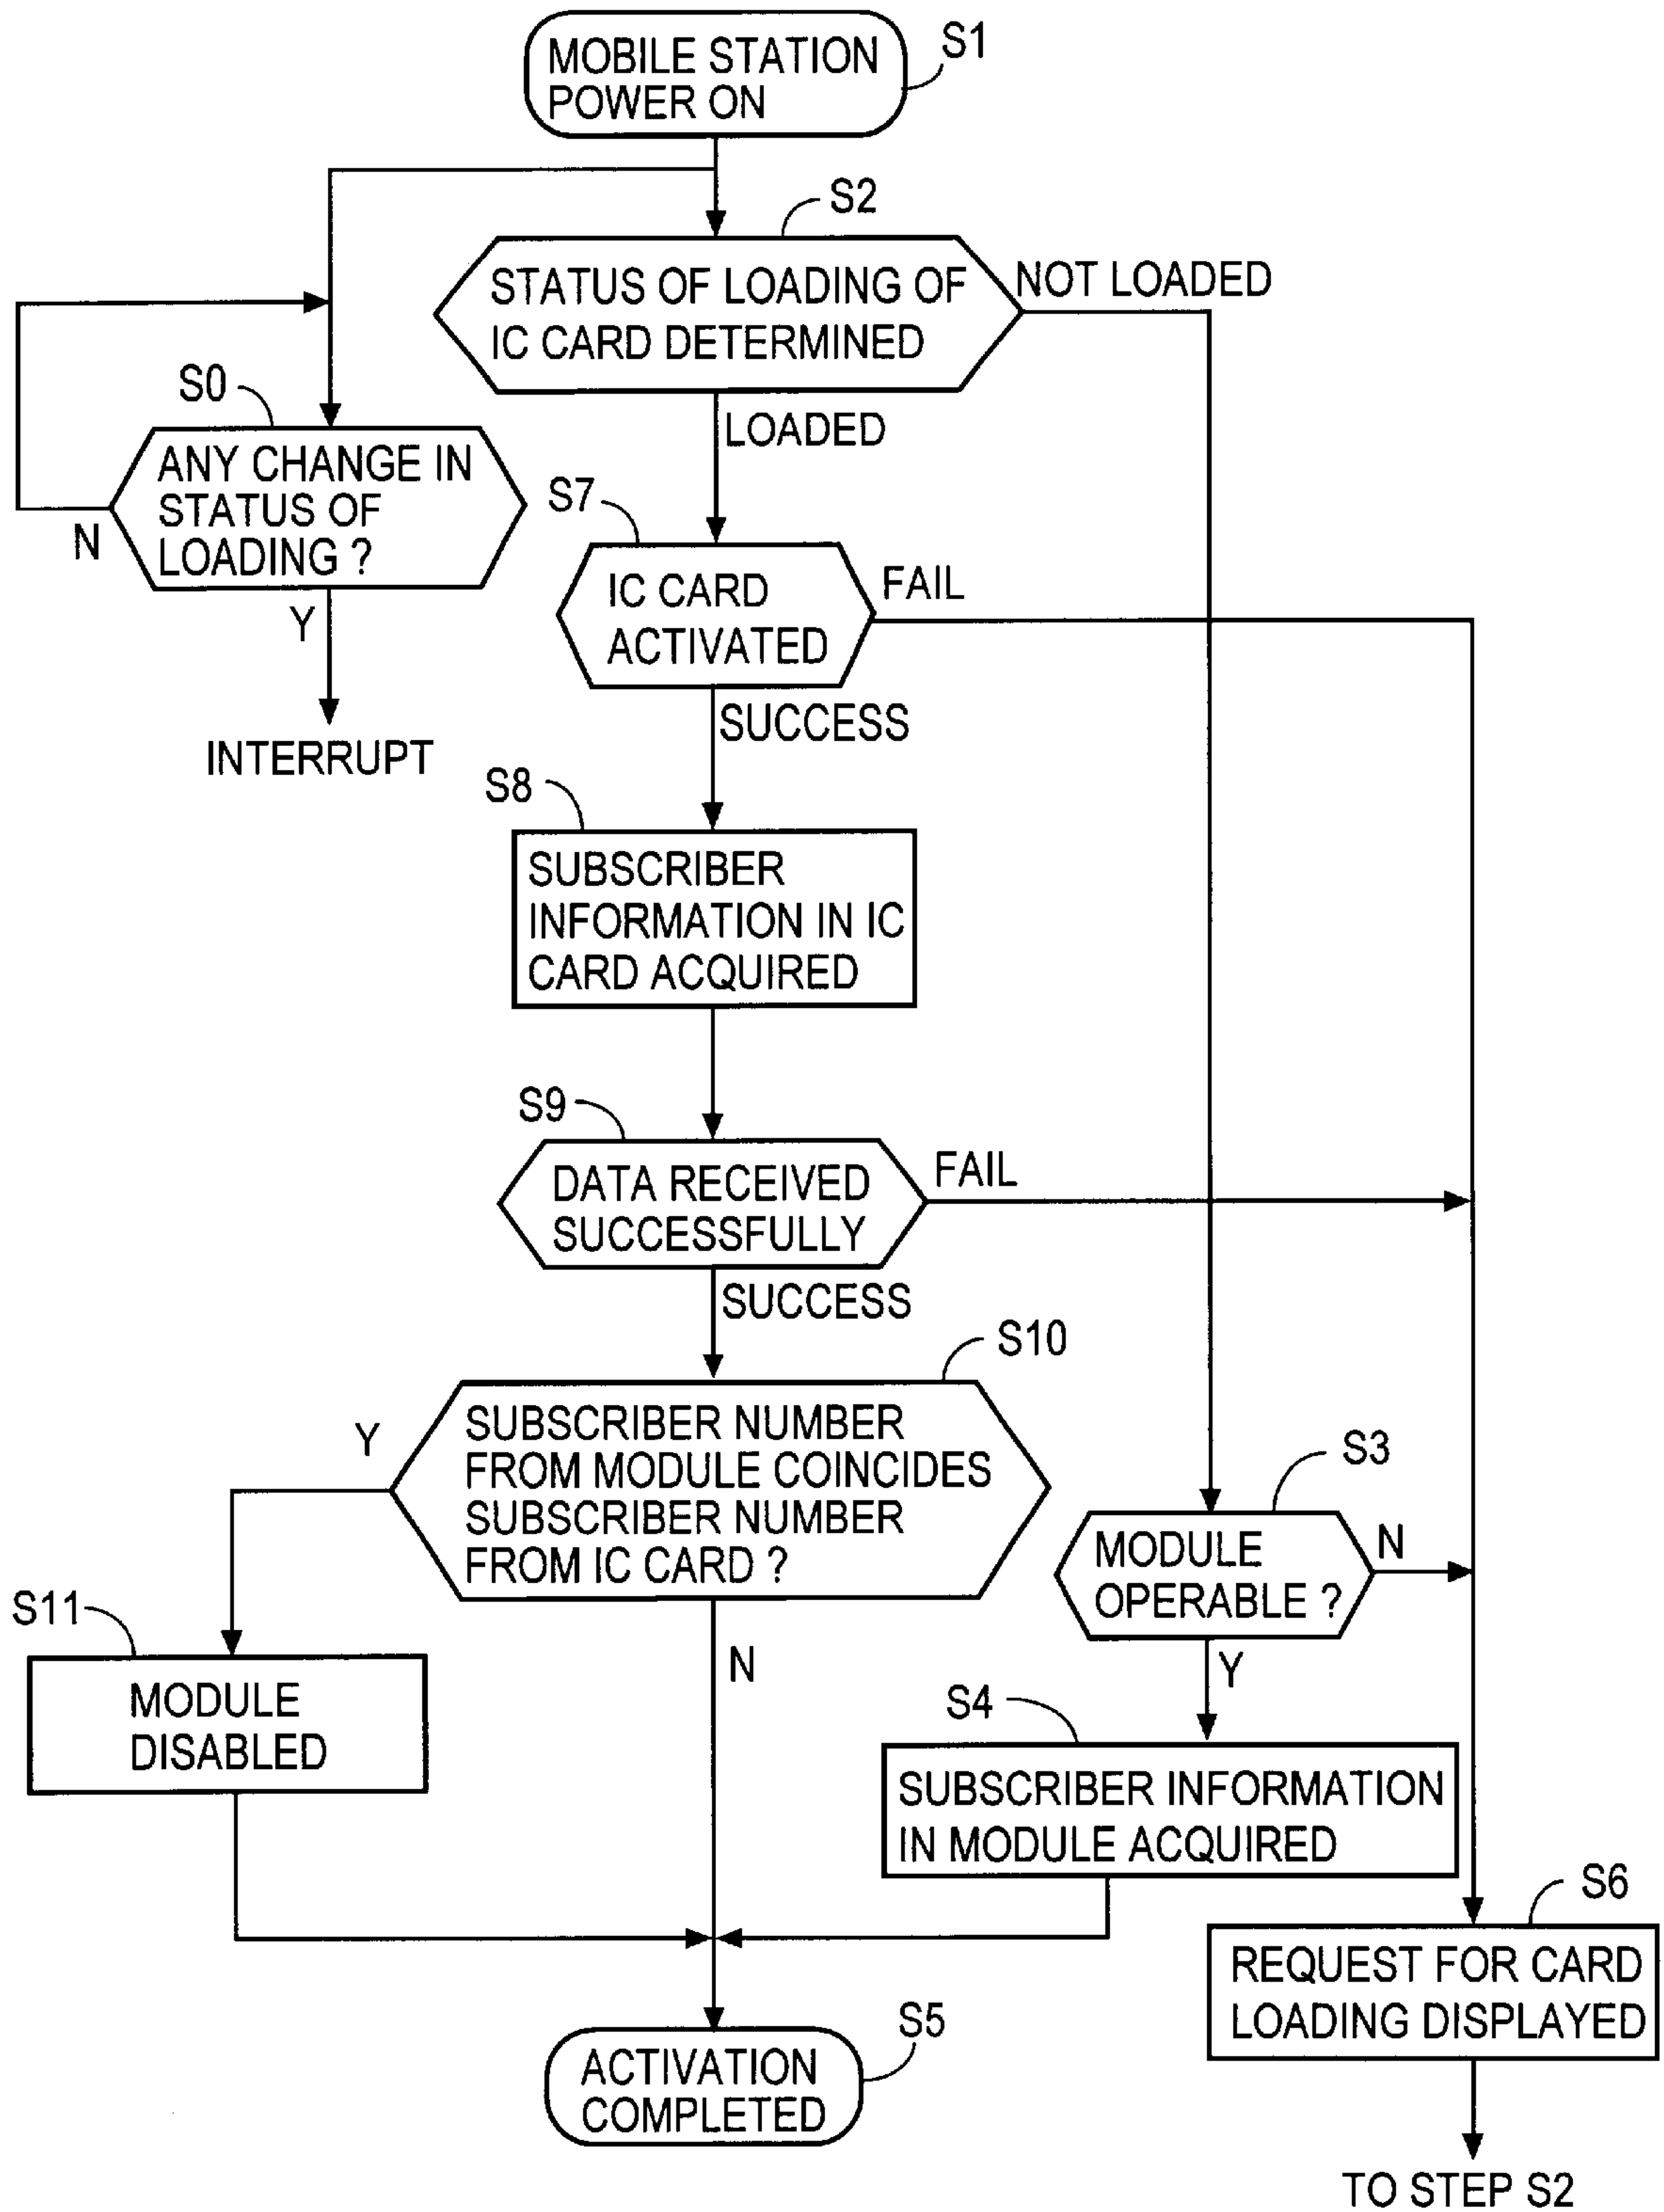 MOBILE STATION
POWER ON
S1
S2
STATUS OF LOADING OF
IC CARD DETERMINED
NOT LOADED
LOADED
S0
ANY CHANGE IN
STATUS OF
LOADING ?
N
Y
INTERRUPT
S7
IC CARD
ACTIVATED
FAIL
SUCCESS
S8
SUBSCRIBER
INFORMATION IN IC
CARD ACQUIRED
S9
DATA RECEIVED
SUCCESSFULLY
FAIL
SUCCESS
S10
SUBSCRIBER NUMBER
FROM MODULE COINCIDES
SUBSCRIBER NUMBER
FROM IC CARD ?
Y
N
S11
MODULE
DISABLED
S3
MODULE
OPERABLE ?
N
Y
S4
SUBSCRIBER INFORMATION
IN MODULE ACQUIRED
S6
REQUEST FOR CARD
LOADING DISPLAYED
S5
ACTIVATION
COMPLETED
TO STEP S2